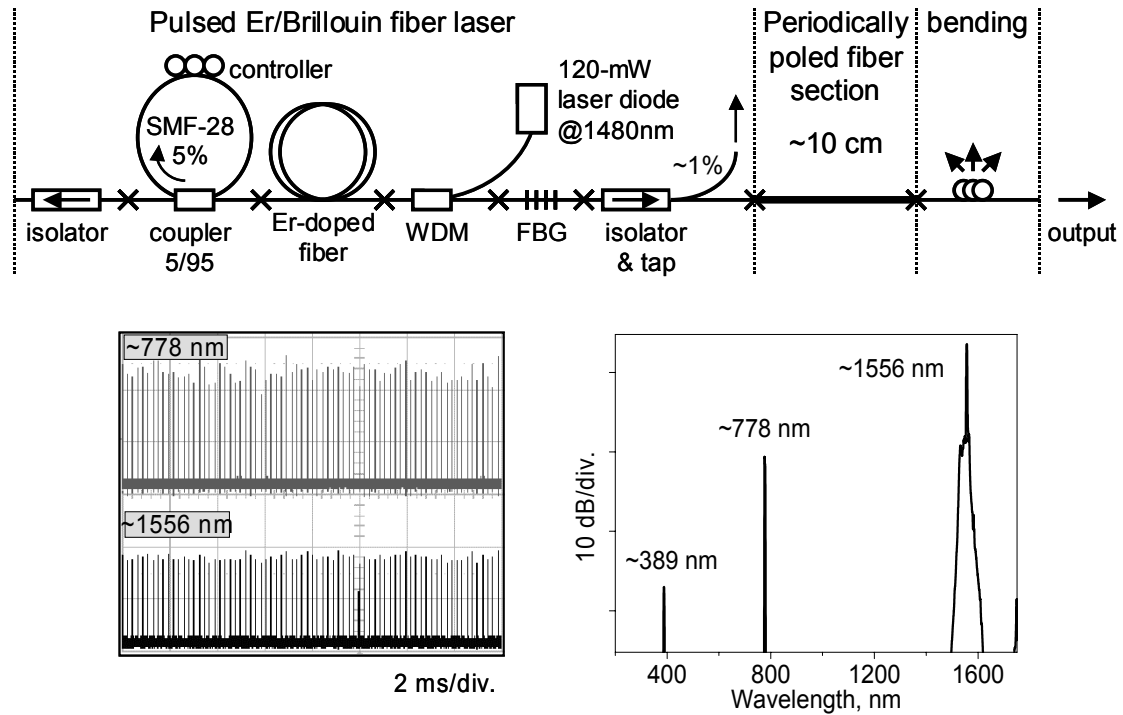 Pulsed Er/Brillouin fiber laser
Periodically
poled fiber
section
~10 cm
bending
controller
SMF-28
5%
120-mW
laser diode
@1480nm
~1%
isolator
coupler
5/95
Er-doped
fiber
WDM
FBG
isolator
& tap
output
~778 nm
~1556 nm
2 ms/div.
~1556 nm
~778 nm
~389 nm
10 dB/div.
400
800
1200
1600
Wavelength, nm